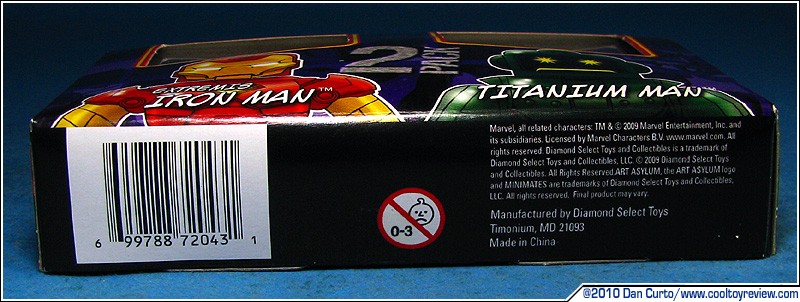 2
PACK
EXTREMIS
IRON MAN™
TITANIUM MAN™
Marvel, all related characters: TM & © 2009 Marvel Entertainment, Inc. and
its subsidiaries. Licensed by Marvel Characters B.V. www.marvel.com. All
rights reserved. Diamond Select Toys and Collectibles is a trademark of
Diamond Select Toys and Collectibles, LLC. © 2009 Diamond Select Toys
and Collectibles. All Rights Reserved. ART ASYLUM, the ART ASYLUM logo
and MINIMATES are trademarks of Diamond Select Toys and Collectibles,
LLC. All rights reserved. Final product may vary.
Manufactured by Diamond Select Toys
Timonium, MD 21093
Made in China
0-3
6 99788 72043 1
©2010 Dan Curto/www.cooltoyreview.com